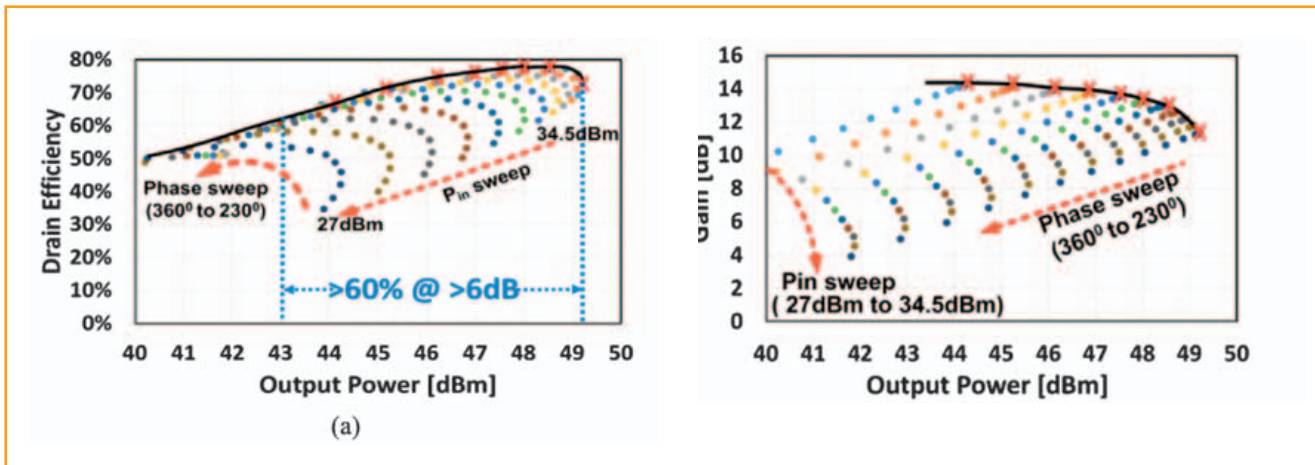 80%
70%
60%
50%
40%
30%
20%
10%
0%
Drain Efficiency
34.5dBm
Phase sweep
(360⁰ to 230⁰)
Pin sweep
27dBm
>60% @ >6dB
40 41 42 43 44 45 46 47 48 49 50
Output Power [dBm]
(a)
16
14
12
10
8
6
4
2
0
Gain [dB]
Phase sweep
(360⁰ to 230⁰)
Pin sweep
( 27dBm to 34.5dBm)
40 41 42 43 44 45 46 47 48 49 50
Output Power [dBm]